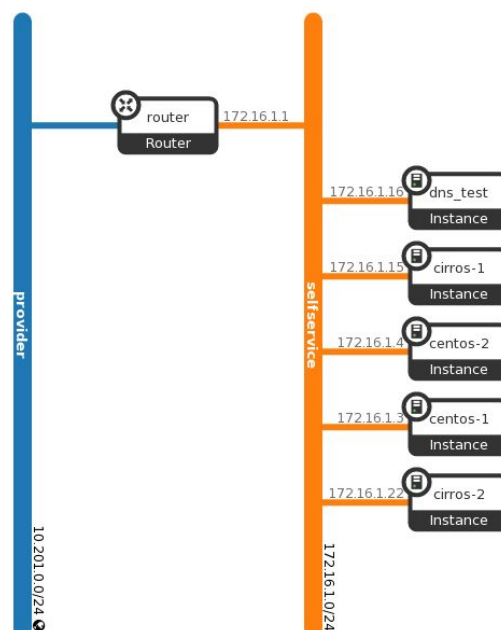 router
Router
172.16.1.1
172.16.1.16
dns_test
Instance
172.16.1.15
cirros-1
Instance
provider
selfservice
172.16.1.4
centos-2
Instance
172.16.1.3
centos-1
Instance
172.16.1.22
cirros-2
Instance
10.201.0.0/24
172.16.1.0/24